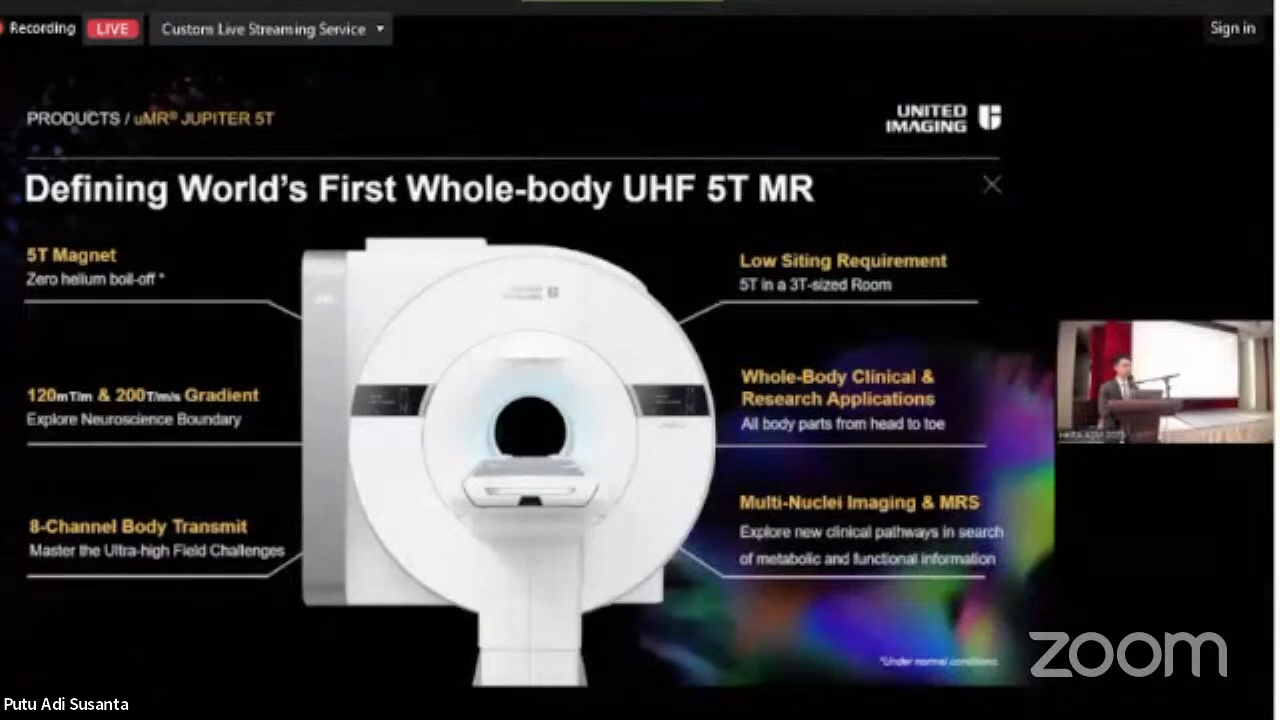 Recording
LIVE
Custom Live Streaming Service
Sign in
PRODUCTS / uMR® JUPITER 5T
UNITED
IMAGING
Defining World's First Whole-body UHF 5T MR
5T Magnet
Zero helium boil-off *
Low Siting Requirement
5T in a 3T-sized Room
120mT/m & 200T/m/s Gradient
Explore Neuroscience Boundary
Whole-Body Clinical &
Research Applications
All body parts from head to toe
8-Channel Body Transmit
Master the Ultra-high Field Challenges
Multi-Nuclei Imaging & MRS
Explore new clinical pathways in search
of metabolic and functional information
*Under normal conditions.
zoom
Putu Adi Susanta